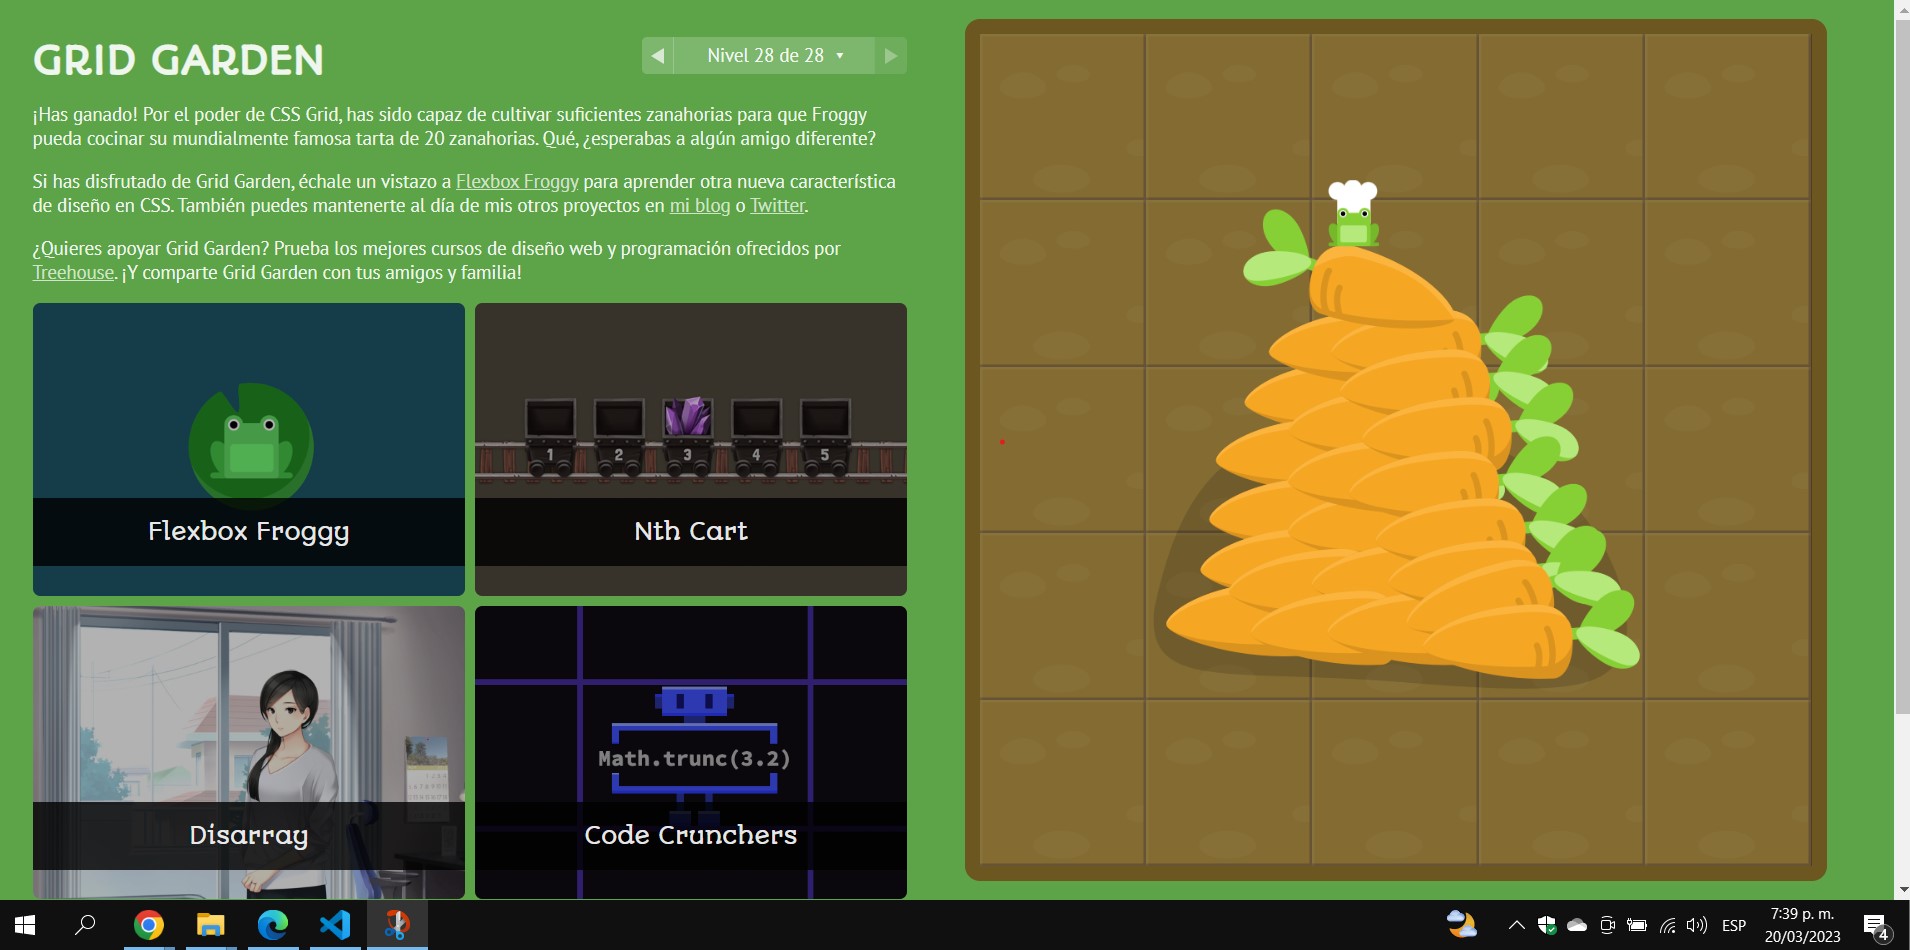 GRID GARDEN
Nivel 28 de 28
¡Has ganado! Por el poder de CSS Grid, has sido capaz de cultivar suficientes zanahorias para que Froggy
pueda cocinar su mundialmente famosa tarta de 20 zanahorias. Qué, ¿esperabas a algún amigo diferente?
Si has disfrutado de Grid Garden, échale un vistazo a Flexbox Froggy para aprender otra nueva característica
de diseño en CSS. También puedes mantenerte al día de mis otros proyectos en mi blog o Twitter.
¿Quieres apoyar Grid Garden? Prueba los mejores cursos de diseño web y programación ofrecidos por
Treehouse. ¡Y comparte Grid Garden con tus amigos y familia!
1 2 3 4 5
Flexbox Froggy
Nth Cart
Math.trunc(3.2)
Disarray
Code Crunchers
ESP
7:39 p. m.
20/03/2023
4